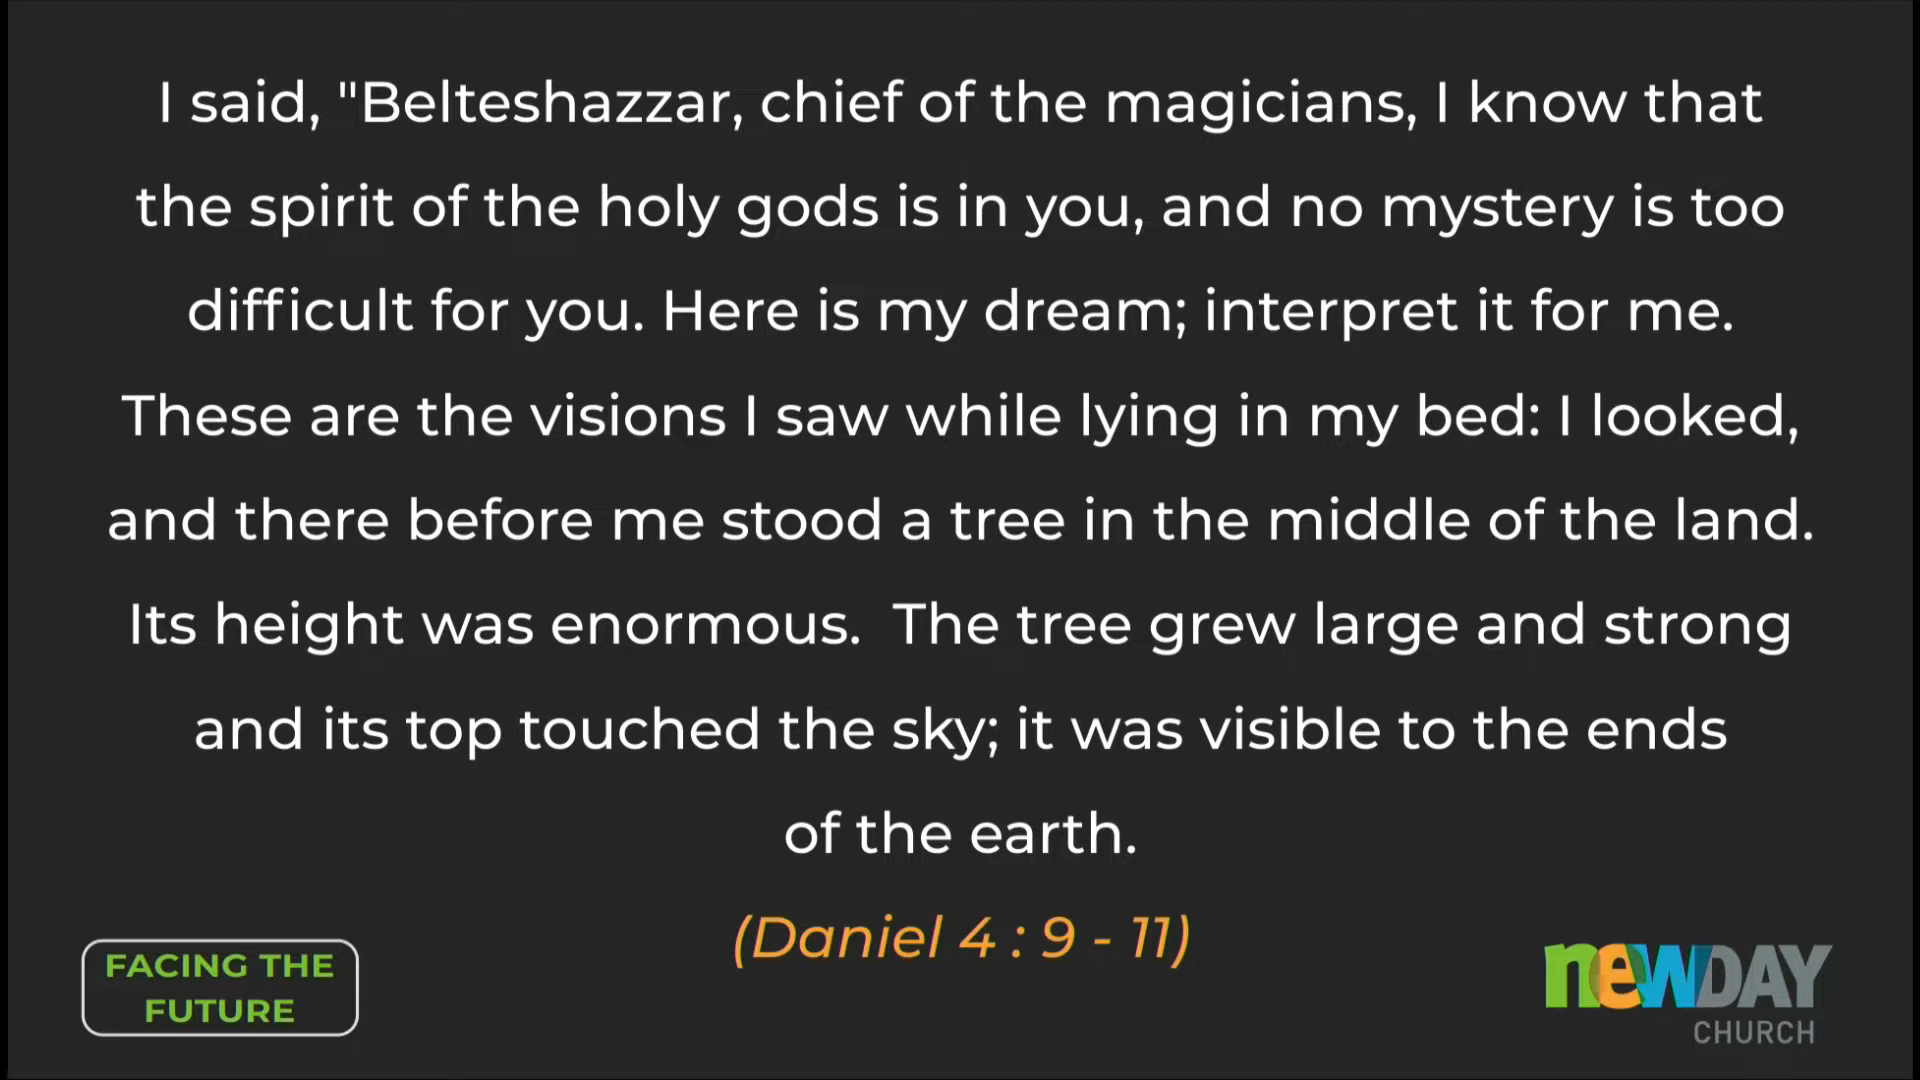 I said, "Belteshazzar, chief of the magicians, I know that
the spirit of the holy gods is in you, and no mystery is too
difficult for you. Here is my dream; interpret it for me.
These are the visions I saw while lying in my bed: I looked,
and there before me stood a tree in the middle of the land.
Its height was enormous.  The tree grew large and strong
and its top touched the sky; it was visible to the ends
of the earth.
(Daniel 4 : 9 - 11)
FACING THE
FUTURE
newDAY
CHURCH